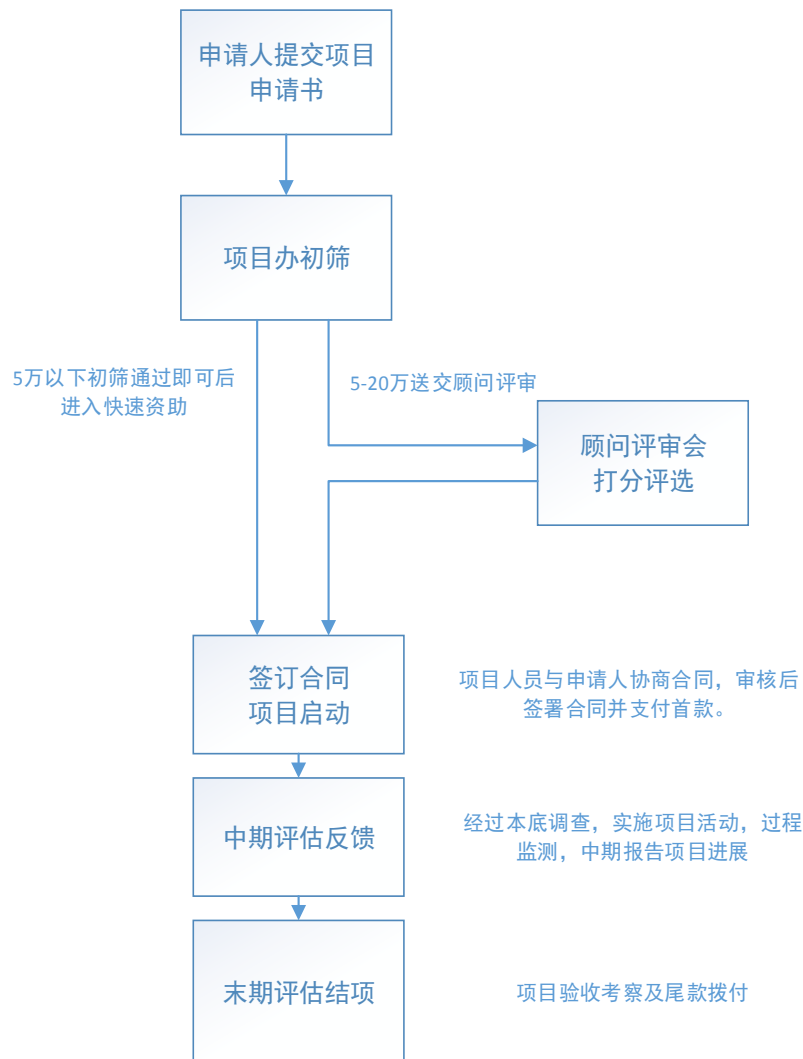 申请人提交项目
申请书
项目办初筛
5万以下初筛通过即可后
进入快速资助
5-20万送交顾问评审
顾问评审会
打分评选
签订合同
项目启动
项目人员与申请人协商合同，审核后
签署合同并支付首款。
中期评估反馈
经过本底调查，实施项目活动，过程
监测，中期报告项目进展
末期评估结项
项目验收考察及尾款拨付